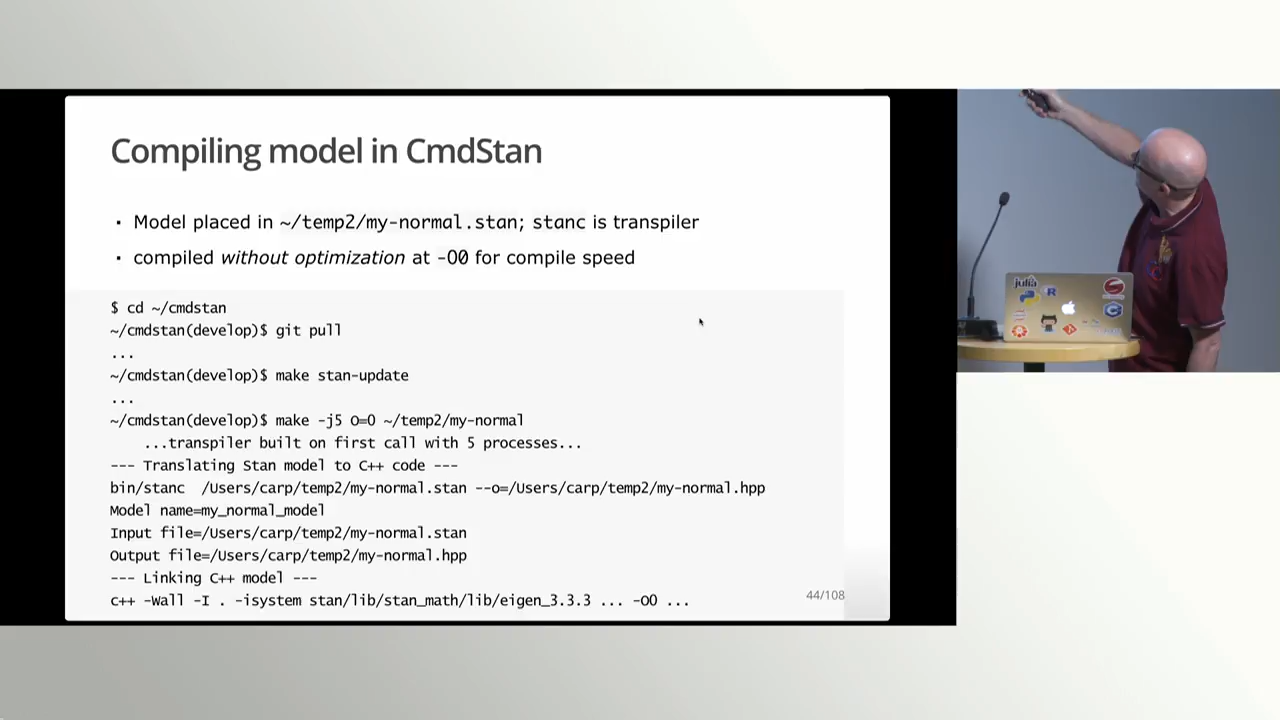 Compiling model in CmdStan
· Model placed in ~/temp2/my-normal.stan; stanc is transpiler
· compiled without optimization at -O0 for compile speed
$ cd ~/cmdstan
~/cmdstan(develop)$ git pull
...
~/cmdstan(develop)$ make stan-update
...
~/cmdstan(develop)$ make -j5 O=0 ~/temp2/my-normal
...transpiler built on first call with 5 processes...
--- Translating Stan model to C++ code ---
bin/stanc /Users/carp/temp2/my-normal.stan --o=/Users/carp/temp2/my-normal.hpp
Model name=my_normal_model
Input file=/Users/carp/temp2/my-normal.stan
Output file=/Users/carp/temp2/my-normal.hpp
--- Linking C++ model ---
c++ -Wall -I . -isystem stan/lib/stan_math/lib/eigen_3.3.3 ... -O0 ...
44/108
julia
R
C